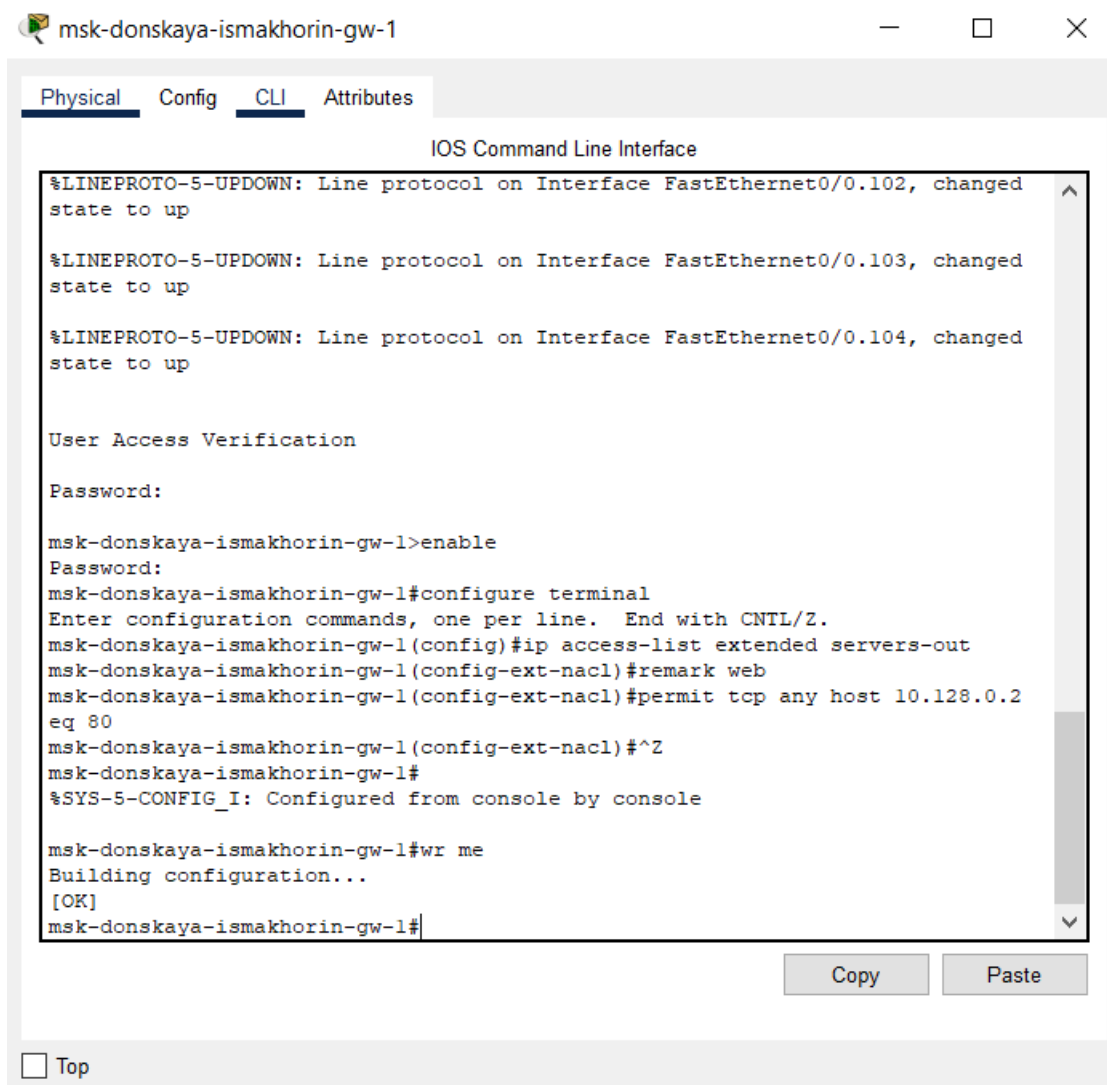 msk-donskaya-ismakhorin-gw-1
Physical Config CLI Attributes
IOS Command Line Interface
%LINEPROTO-5-UPDOWN: Line protocol on Interface FastEthernet0/0.102, changed
state to up
%LINEPROTO-5-UPDOWN: Line protocol on Interface FastEthernet0/0.103, changed
state to up
%LINEPROTO-5-UPDOWN: Line protocol on Interface FastEthernet0/0.104, changed
state to up
User Access Verification
Password:
msk-donskaya-ismakhorin-gw-1>enable
Password:
msk-donskaya-ismakhorin-gw-1#configure terminal
Enter configuration commands, one per line.  End with CNTL/Z.
msk-donskaya-ismakhorin-gw-1(config)#ip access-list extended servers-out
msk-donskaya-ismakhorin-gw-1(config-ext-nacl)#remark web
msk-donskaya-ismakhorin-gw-1(config-ext-nacl)#permit tcp any host 10.128.0.2
eq 80
msk-donskaya-ismakhorin-gw-1(config-ext-nacl)#^Z
msk-donskaya-ismakhorin-gw-1#
%SYS-5-CONFIG_I: Configured from console by console
msk-donskaya-ismakhorin-gw-1#wr me
Building configuration...
[OK]
msk-donskaya-ismakhorin-gw-1#
Copy Paste
Top